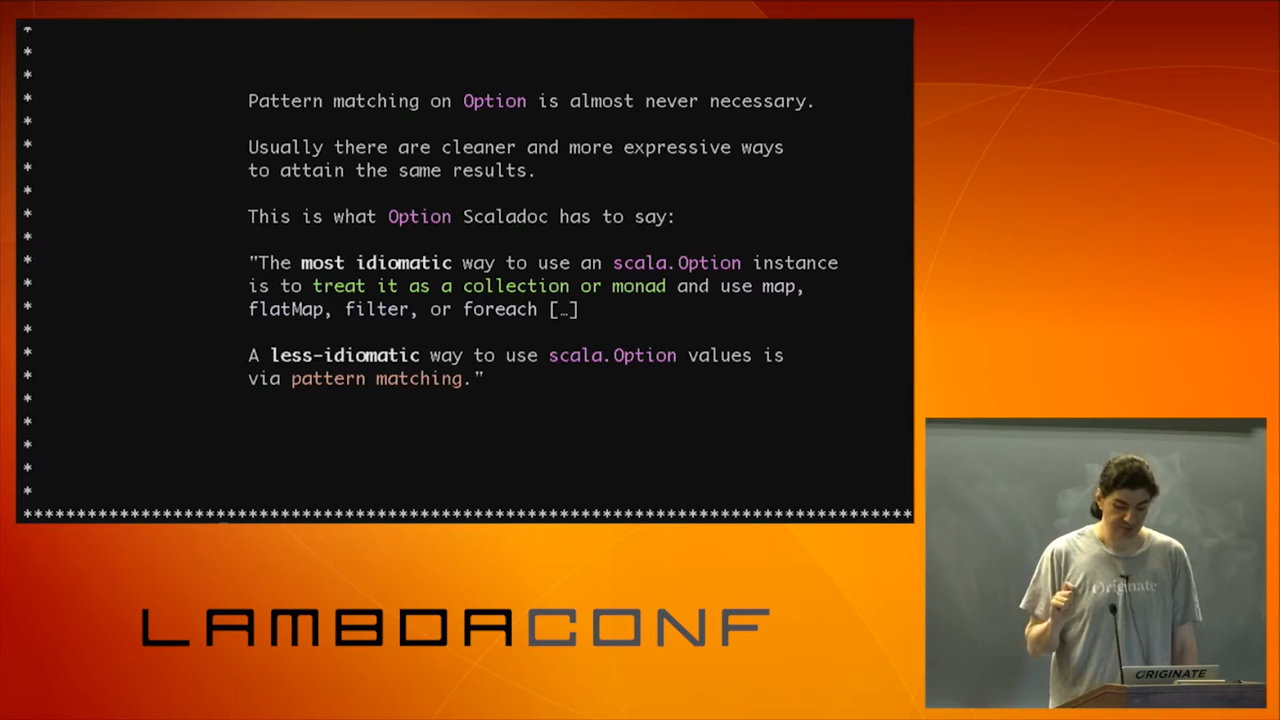 Pattern matching on Option is almost never necessary.
Usually there are cleaner and more expressive ways
to attain the same results.
This is what Option Scaladoc has to say:
"The most idiomatic way to use an scala.Option instance
is to treat it as a collection or monad and use map,
flatMap, filter, or foreach […]
A less-idiomatic way to use scala.Option values is
via pattern matching."
*******************************************************************************
Originate
ORIGINATE
LAMBDACONF